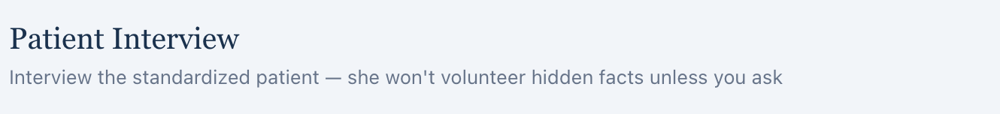 Patient Interview
Interview the standardized patient — she won't volunteer hidden facts unless you ask